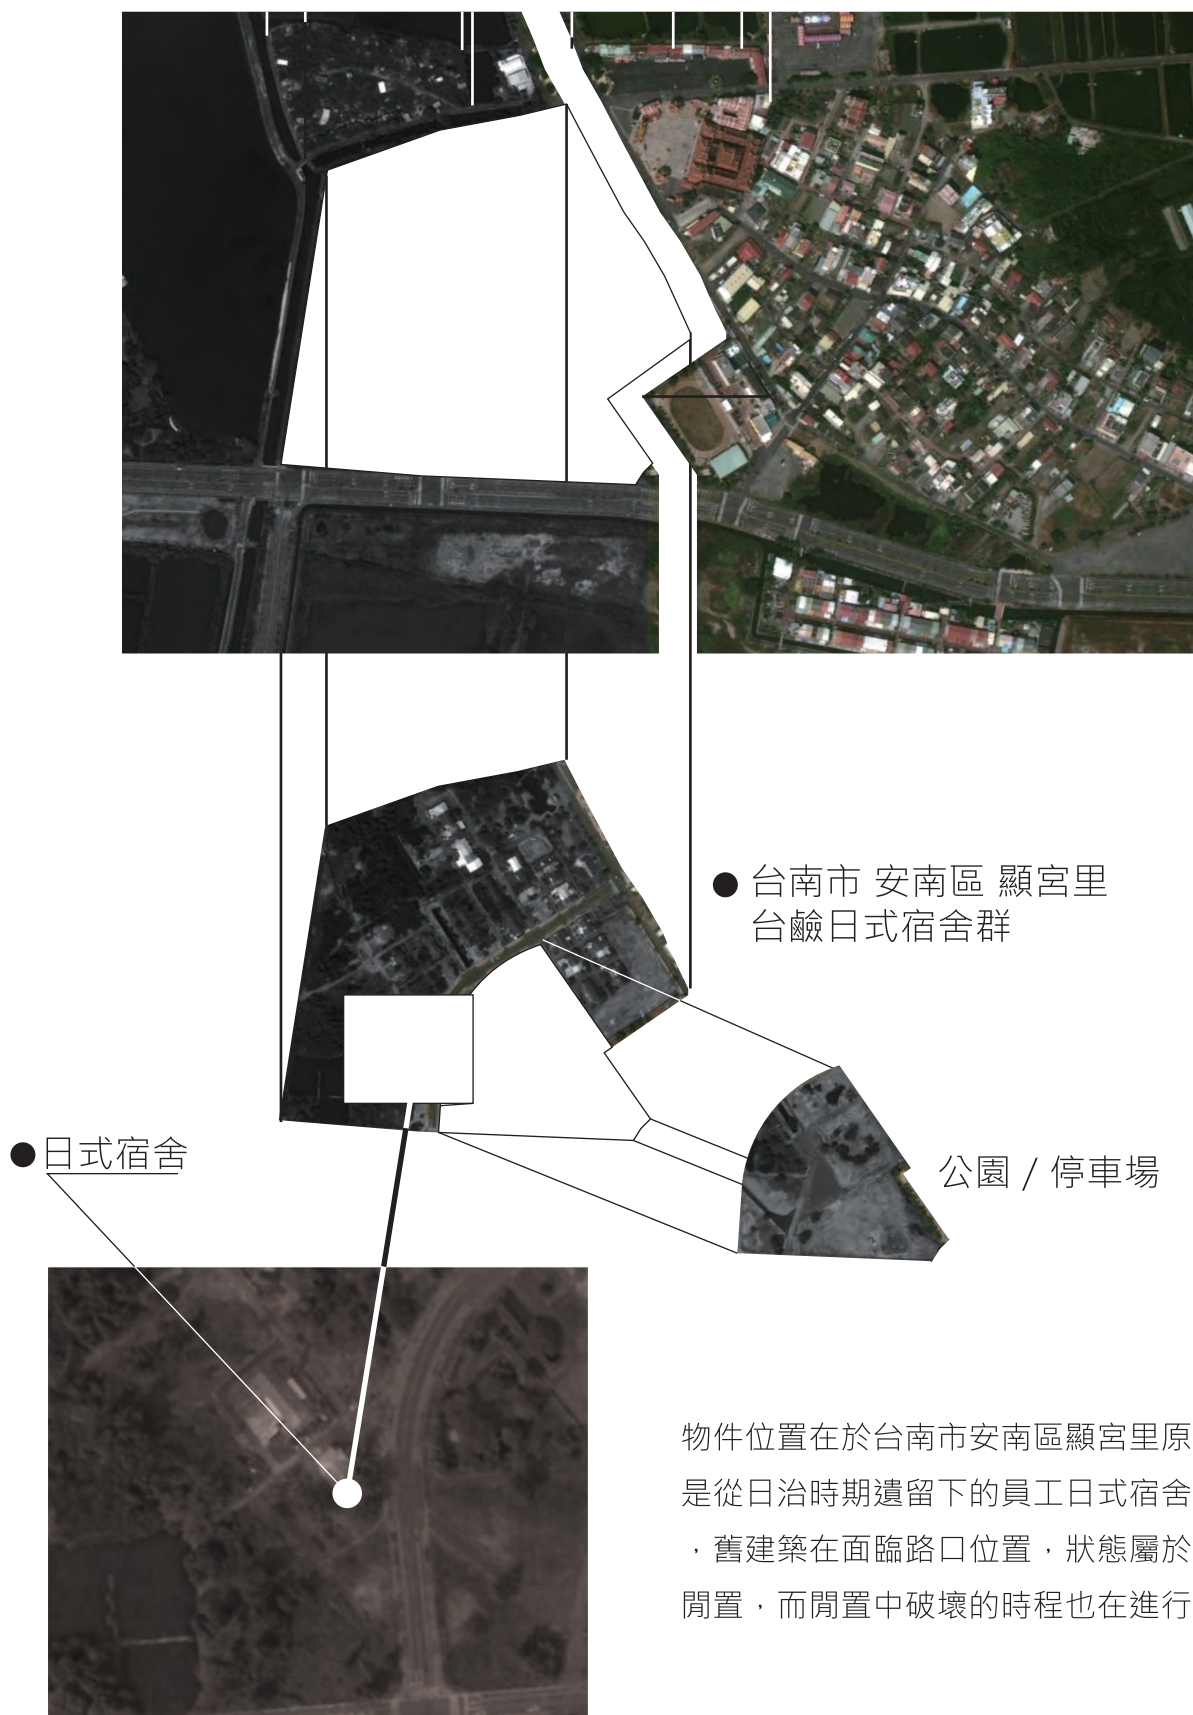 台南市 安南區 顯宮里
台鹼日式宿舍群
日式宿舍
公園 / 停車場
物件位置在於台南市安南區顯宮里原
是從日治時期遺留下的員工日式宿舍
，舊建築在面臨路口位置，狀態屬於
閒置，而閒置中破壞的時程也在進行